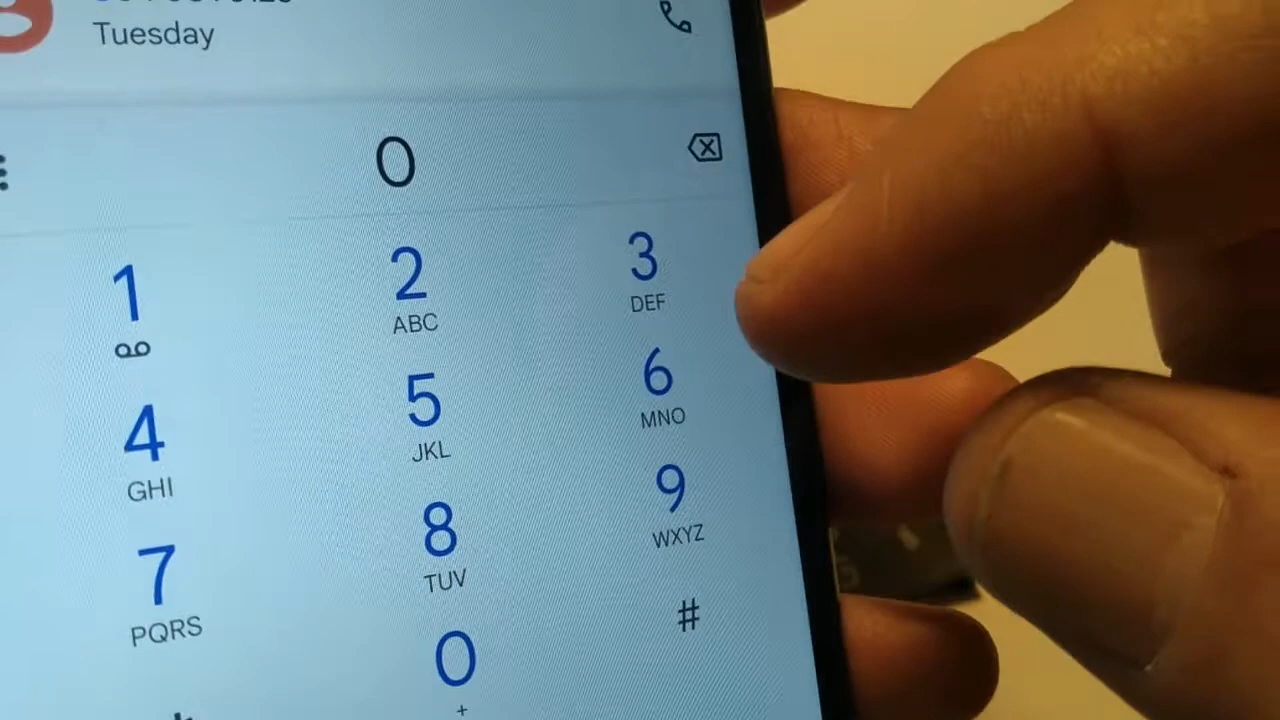 Tuesday
0
1 2 3
ABC DEF
4 5 6
GHI JKL MNO
7 8 9
PQRS TUV WXYZ
0 #
+